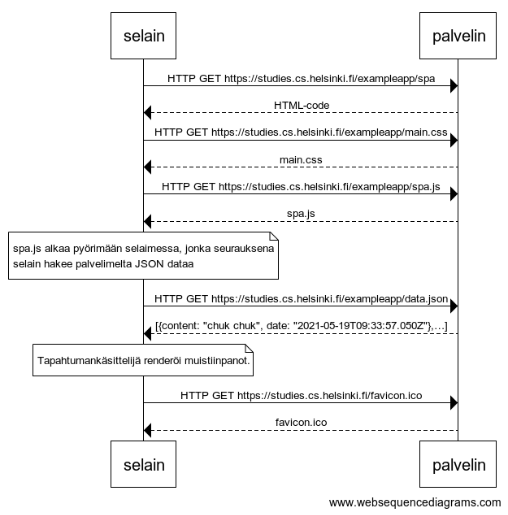 selain palvelin
HTTP GET https://studies.cs.helsinki.fi/exampleapp/spa
HTML-code
HTTP GET https://studies.cs.helsinki.fi/exampleapp/main.css
main.css
HTTP GET https://studies.cs.helsinki.fi/exampleapp/spa.js
spa.js
spa.js alkaa pyörimään selaimessa, jonka seurauksena
selain hakee palvelimelta JSON dataa
HTTP GET https://studies.cs.helsinki.fi/exampleapp/data.json
[{content: "chuk chuk", date: "2021-05-19T09:33:57.050Z"},...]
Tapahtumankäsittelijä renderöi muistiinpanot.
HTTP GET https://studies.cs.helsinki.fi/favicon.ico
favicon.ico
selain palvelin
www.websequencediagrams.com